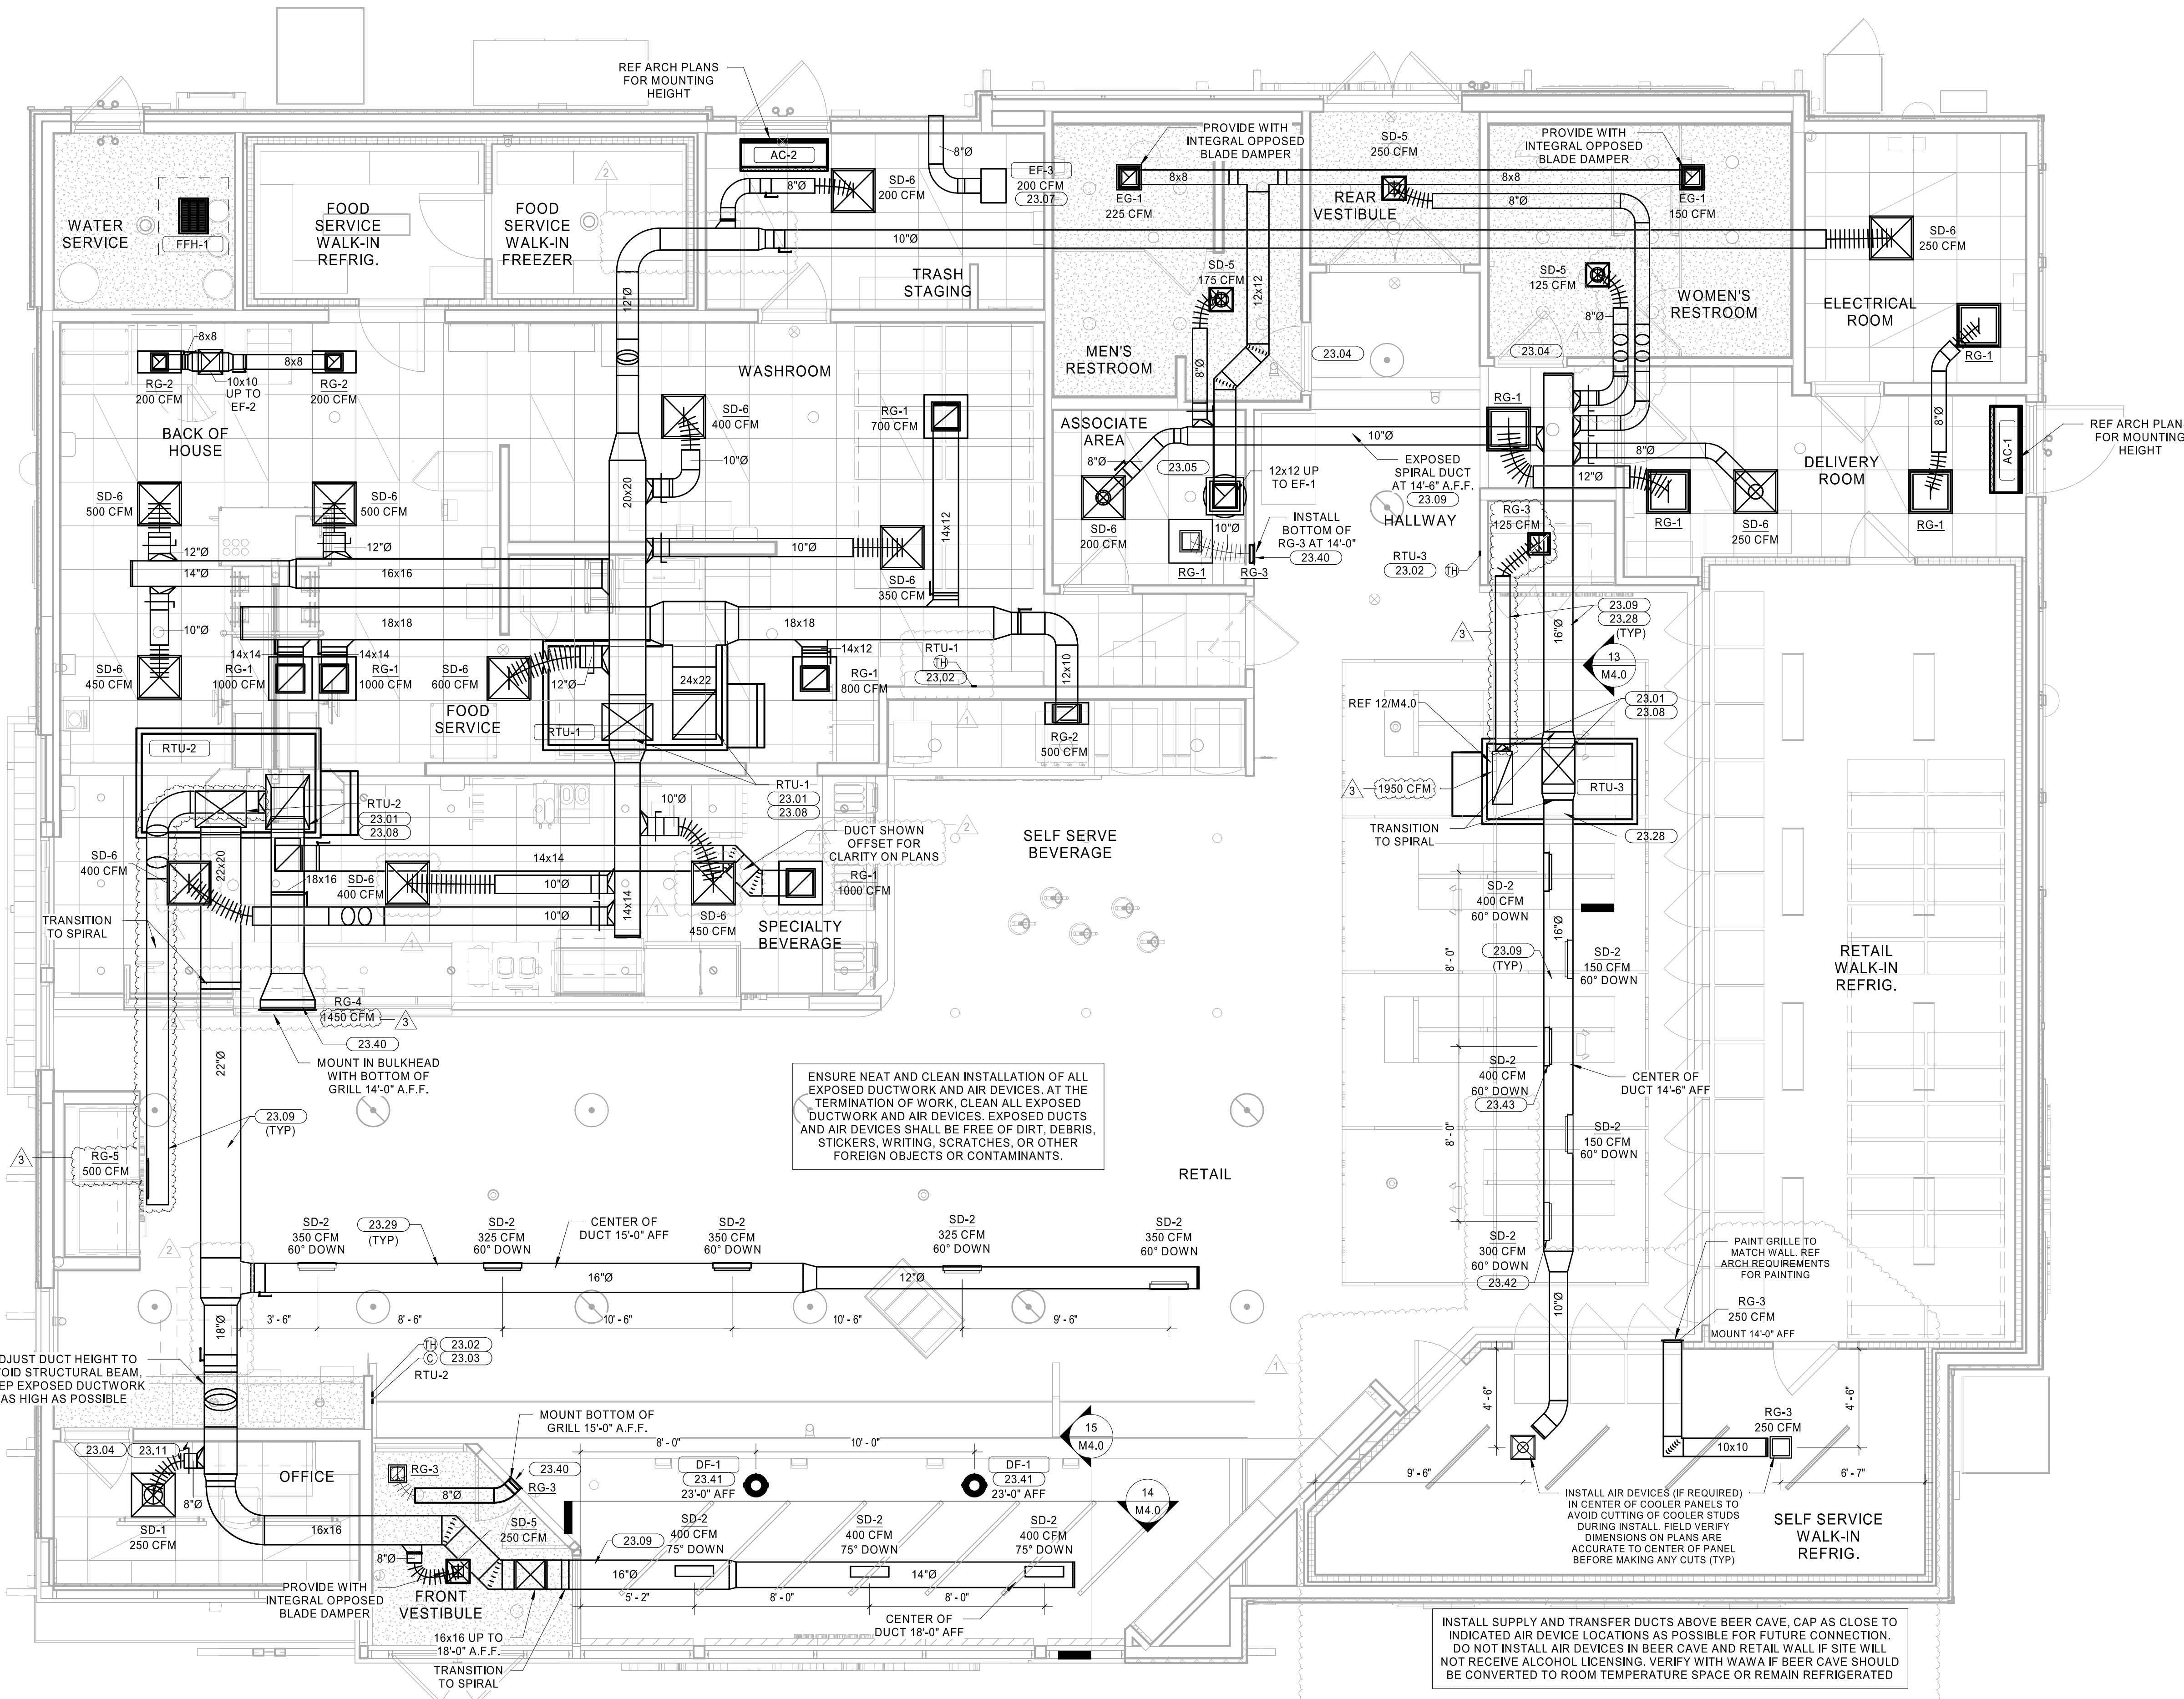 REF ARCH PLANS
FOR MOUNTING
HEIGHT
AC-2
8"Ø
SD-6
200 CFM
8"Ø
EF-3
200 CFM
23.07
PROVIDE WITH
INTEGRAL OPPOSED
BLADE DAMPER
EG-1
225 CFM
8x8
SD-5
250 CFM
REAR
VESTIBULE
PROVIDE WITH
INTEGRAL OPPOSED
BLADE DAMPER
8x8
8"Ø
EG-1
150 CFM
WATER
SERVICE
FFH-1
FOOD
SERVICE
WALK-IN
REFRIG.
2
FOOD
SERVICE
WALK-IN
FREEZER
10"Ø
12"Ø
TRASH
STAGING
SD-5
175 CFM
12x12
SD-5
125 CFM
8"Ø
WOMEN'S
RESTROOM
1
SD-6
250 CFM
ELECTRICAL
ROOM
RG-1
8x8
8x8
RG-2
200 CFM
10x10
UP TO
EF-2
RG-2
200 CFM
BACK OF
HOUSE
WASHROOM
SD-6
400 CFM
10"Ø
RG-1
700 CFM
MEN'S
RESTROOM
8"Ø
23.04
23.04
ASSOCIATE
AREA
8"Ø
23.05
12x12 UP
TO EF-1
10"Ø
EXPOSED
SPIRAL DUCT
AT 14'-6" A.F.F.
23.09
HALLWAY
RG-1
8"Ø
12"Ø
RG-1
SD-6
250 CFM
DELIVERY
ROOM
8"Ø
RG-1
AC-1
REF ARCH PLAN
FOR MOUNTING
HEIGHT
SD-6
500 CFM
SD-6
500 CFM
12"Ø
12"Ø
14"Ø
16x16
20x20
10"Ø
SD-6
350 CFM
14x12
SD-6
200 CFM
10"Ø
RG-1
RG-3
INSTALL
BOTTOM OF
RG-3 AT 14'-0"
23.40
RG-3
125 CFM
RTU-3
23.02
TH
10"Ø
18x18
18x18
14x14
14x14
SD-6
450 CFM
RG-1
1000 CFM
RG-1
1000 CFM
SD-6
600 CFM
12"Ø
24x22
14x12
RG-1
800 CFM
RTU-1
TH
23.02
12x10
FOOD
SERVICE
RTU-1
1
RG-2
500 CFM
3
23.09
23.28
(TYP)
16"Ø
13
M4.0
REF 12/M4.0
23.01
23.08
3
1950 CFM
RTU-3
TRANSITION
TO SPIRAL
23.28
RTU-2
RTU-2
23.01
23.08
RTU-1
23.01
23.08
10"Ø
DUCT SHOWN
OFFSET FOR
CLARITY ON PLANS
1
2
SELF SERVE
BEVERAGE
SD-6
400 CFM
22x20
18x16
14x14
SD-6
400 CFM
10"Ø
10"Ø
14x14
1
SD-6
450 CFM
RG-1
1000 CFM
1
SPECIALTY
BEVERAGE
TRANSITION
TO SPIRAL
1
RG-4
1450 CFM
3
23.40
MOUNT IN BULKHEAD
WITH BOTTOM OF
GRILL 14'-0" A.F.F.
22"Ø
23.09
(TYP)
3
RG-5
500 CFM
ENSURE NEAT AND CLEAN INSTALLATION OF ALL
EXPOSED DUCTWORK AND AIR DEVICES. AT THE
TERMINATION OF WORK, CLEAN ALL EXPOSED
DUCTWORK AND AIR DEVICES. EXPOSED DUCTS
AND AIR DEVICES SHALL BE FREE OF DIRT, DEBRIS,
STICKERS, WRITING, SCRATCHES, OR OTHER
FOREIGN OBJECTS OR CONTAMINANTS.
RETAIL
8' - 0"
SD-2
400 CFM
60° DOWN
16"Ø
SD-2
150 CFM
60° DOWN
23.09
(TYP)
SD-2
400 CFM
60° DOWN
23.43
CENTER OF
DUCT 14'-6" AFF
8' - 0"
SD-2
150 CFM
60° DOWN
RETAIL
WALK-IN
REFRIG.
2
SD-2
350 CFM
60° DOWN
23.29
(TYP)
SD-2
325 CFM
60° DOWN
CENTER OF
DUCT 15'-0" AFF
SD-2
350 CFM
60° DOWN
SD-2
325 CFM
60° DOWN
SD-2
350 CFM
60° DOWN
16"Ø
12"Ø
3' - 6"
8' - 6"
10' - 6"
10' - 6"
9' - 6"
SD-2
300 CFM
60° DOWN
23.42
PAINT GRILLE TO
MATCH WALL. REF
ARCH REQUIREMENTS
FOR PAINTING
RG-3
250 CFM
MOUNT 14'-0" AFF
10"Ø
18"Ø
DJUST DUCT HEIGHT TO
VOID STRUCTURAL BEAM,
EP EXPOSED DUCTWORK
AS HIGH AS POSSIBLE
TH
23.02
C
23.03
RTU-2
1
4' - 6"
4' - 6"
RG-3
250 CFM
10x10
9' - 6"
6' - 7"
23.04
23.11
OFFICE
8"Ø
SD-1
250 CFM
16x16
RG-3
8"Ø
MOUNT BOTTOM OF
GRILL 15'-0" A.F.F.
23.40
RG-3
8' - 0"
10' - 0"
DF-1
23.41
23'-0" AFF
DF-1
23.41
23'-0" AFF
15
M4.0
14
M4.0
SD-5
250 CFM
8"Ø
PROVIDE WITH
INTEGRAL OPPOSED
BLADE DAMPER
FRONT
VESTIBULE
23.09
SD-2
400 CFM
75° DOWN
SD-2
400 CFM
75° DOWN
SD-2
400 CFM
75° DOWN
16"Ø
14"Ø
5' - 2"
8' - 0"
8' - 0"
CENTER OF
DUCT 18'-0" AFF
16x16 UP TO
18'-0" A.F.F.
TRANSITION
TO SPIRAL
INSTALL AIR DEVICES (IF REQUIRED)
IN CENTER OF COOLER PANELS TO
AVOID CUTTING OF COOLER STUDS
DURING INSTALL. FIELD VERIFY
DIMENSIONS ON PLANS ARE
ACCURATE TO CENTER OF PANEL
BEFORE MAKING ANY CUTS (TYP)
SELF SERVICE
WALK-IN
REFRIG.
INSTALL SUPPLY AND TRANSFER DUCTS ABOVE BEER CAVE, CAP AS CLOSE TO
INDICATED AIR DEVICE LOCATIONS AS POSSIBLE FOR FUTURE CONNECTION.
DO NOT INSTALL AIR DEVICES IN BEER CAVE AND RETAIL WALL IF SITE WILL
NOT RECEIVE ALCOHOL LICENSING. VERIFY WITH WAWA IF BEER CAVE SHOULD
BE CONVERTED TO ROOM TEMPERATURE SPACE OR REMAIN REFRIGERATED